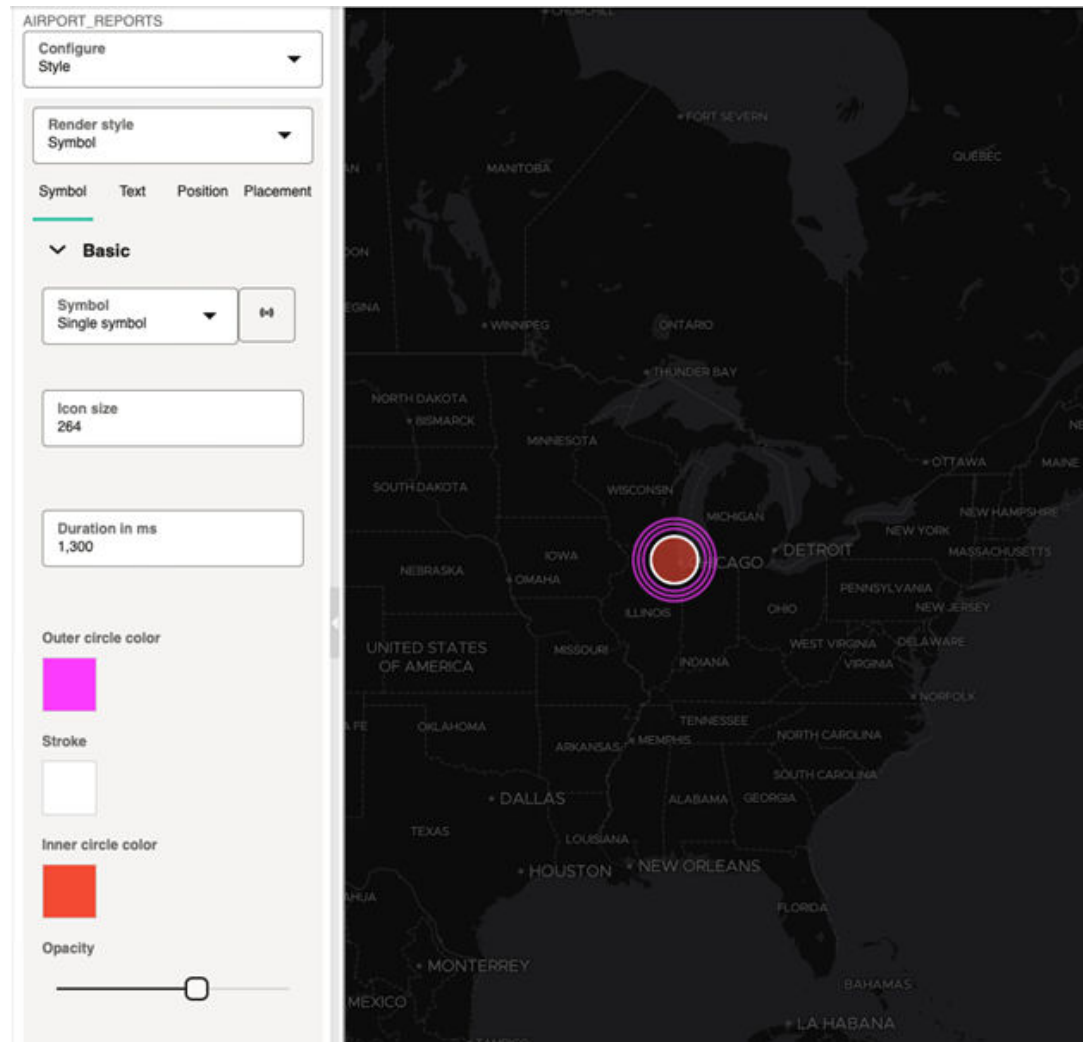 AIRPORT_REPORTS
Configure
Style
Render style
Symbol
Symbol Text Position Placement
Basic
Symbol
Single symbol
Icon size
264
Duration in ms
1,300
Outer circle color
Stroke
Inner circle color
Opacity
CHURCHILL
FORT SEVERN
QUÉBEC
MANITOBA
WINNIPEG
ONTARIO
THUNDER BAY
NORTH DAKOTA
BISMARCK
MINNESOTA
OTTAWA
MAINE
SOUTH DAKOTA
WISCONSIN
MICHIGAN
NEW HAMPSHIRE
NEW YORK
MASSACHUSETTS
DETROIT
IOWA
CHICAGO
NEBRASKA
OMAHA
PENNSYLVANIA
ILLINOIS
OHIO
NEW JERSEY
UNITED STATES
OF AMERICA
MISSOURI
INDIANA
WEST VIRGINIA
DELAWARE
VIRGINIA
NORFOLK
OKLAHOMA
TENNESSEE
ARKANSAS
MEMPHIS
NORTH CAROLINA
SOUTH CAROLINA
DALLAS
ALABAMA
GEORGIA
TEXAS
LOUISIANA
HOUSTON
NEW ORLEANS
FLORIDA
MONTERREY
BAHAMAS
MEXICO
LA HABANA